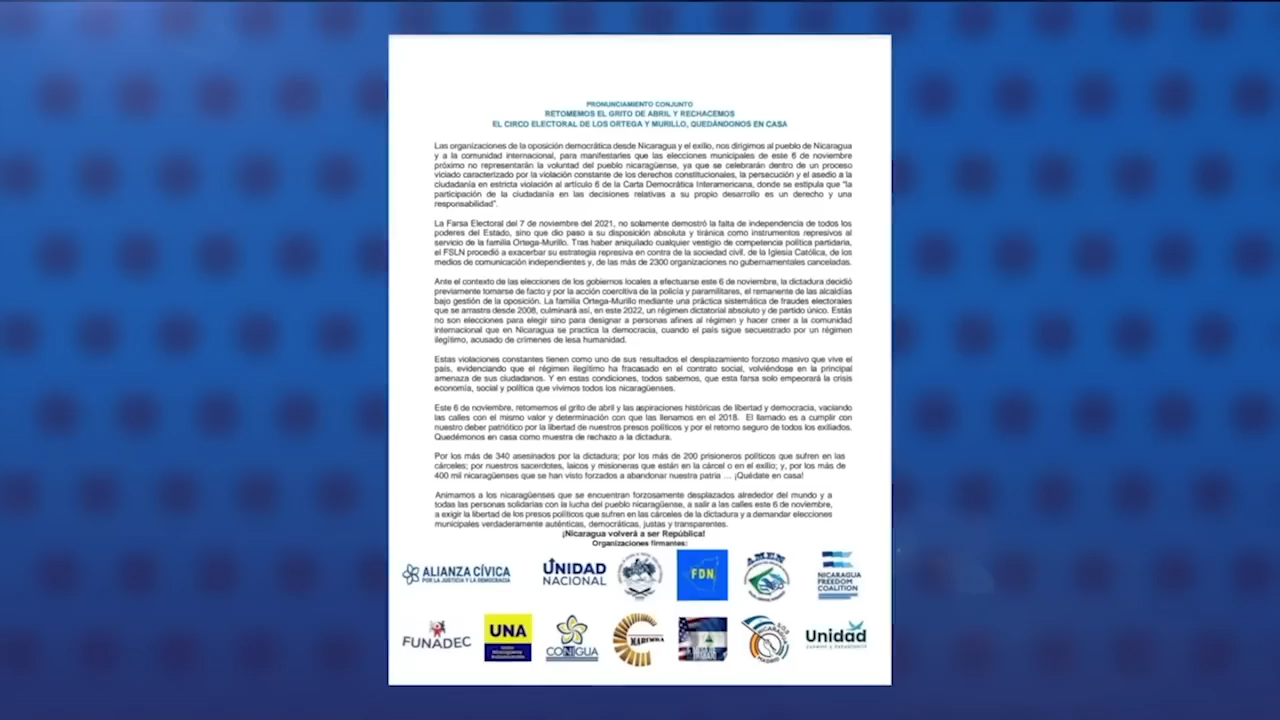 PRONUNCIAMIENTO CONJUNTO
RETOMEMOS EL GRITO DE ABRIL Y RECHACEMOS
EL CIRCO ELECTORAL DE LOS ORTEGA Y MURILLO, QUEDÁNDONOS EN CASA
Las organizaciones de la oposición democrática desde Nicaragua y el exilio, nos dirigimos al pueblo de Nicaragua
y a la comunidad internacional, para manifestarles que las elecciones municipales de este 6 de noviembre
próximo no representarán la voluntad del pueblo nicaragüense, ya que se celebrarán dentro de un proceso
viciado caracterizado por la violación constante de los derechos constitucionales, la persecución y el asedio a la
ciudadanía en estricta violación al artículo 6 de la Carta Democrática Interamericana, donde se estipula que "la
participación de la ciudadanía en las decisiones relativas a su propio desarrollo es un derecho y una
responsabilidad".
La Farsa Electoral del 7 de noviembre del 2021, no solamente demostró la falta de independencia de todos los
poderes del Estado, sino que dio paso a su disposición absoluta y tiránica como instrumentos represivos al
servicio de la familia Ortega-Murillo. Tras haber aniquilado cualquier vestigio de competencia política partidaria,
el FSLN procedió a exacerbar su estrategia represiva en contra de la sociedad civil, de la Iglesia Católica, de los
medios de comunicación independientes y, de las más de 2300 organizaciones no gubernamentales canceladas.
Ante el contexto de las elecciones de los gobiernos locales a efectuarse este 6 de noviembre, la dictadura decidió
previamente tomarse de facto y por la acción coercitiva de la policía y paramilitares, el remanente de las alcaldías
bajo gestión de la oposición. La familia Ortega-Murillo mediante una práctica sistemática de fraudes electorales
que se arrastra desde 2008, culminará así, en este 2022, un régimen dictatorial absoluto y de partido único. Estás
no son elecciones para elegir sino para designar a personas afines al régimen y hacer creer a la comunidad
internacional que en Nicaragua se practica la democracia, cuando el país sigue secuestrado por un régimen
ilegítimo, acusado de crímenes de lesa humanidad.
Estas violaciones constantes tienen como uno de sus resultados el desplazamiento forzoso masivo que vive el
país, evidenciando que el régimen ilegítimo ha fracasado en el contrato social, volviéndose en la principal
amenaza de sus ciudadanos. Y en estas condiciones, todos sabemos, que esta farsa solo empeorará la crisis
economía, social y política que vivimos todos los nicaragüenses.
Este 6 de noviembre, retomemos el grito de abril y las aspiraciones históricas de libertad y democracia, vaciando
las calles con el mismo valor y determinación con que las llenamos en el 2018. El llamado es a cumplir con
nuestro deber patriótico por la libertad de nuestros presos políticos y por el retorno seguro de todos los exiliados.
Quedémonos en casa como muestra de rechazo a la dictadura.
Por los más de 340 asesinados por la dictadura; por los más de 200 prisioneros políticos que sufren en las
cárceles; por nuestros sacerdotes, laicos y misioneras que están en la cárcel o en el exilio; y, por los más de
400 mil nicaragüenses que se han visto forzados a abandonar nuestra patria ... ¡Quédate en casa!
Animamos a los nicaragüenses que se encuentran forzosamente desplazados alrededor del mundo y a
todas las personas solidarias con la lucha del pueblo nicaragüense, a salir a las calles este 6 de noviembre,
a exigir la libertad de los presos políticos que sufren en las cárceles de la dictadura y a demandar elecciones
municipales verdaderamente auténticas, democráticas, justas y transparentes.
¡Nicaragua volverá a ser República!
Organizaciones firmantes:
ALIANZA CÍVICA
POR LA JUSTICIA Y LA DEMOCRACIA
UNIDAD
NACIONAL
FDN
AMEN
NICARAGUA
FREEDOM
COALITION
FUNADEC
UNA
CONIGUA
MARIMBA
S.O.S
NICARAGUA
MADRID
Unidad